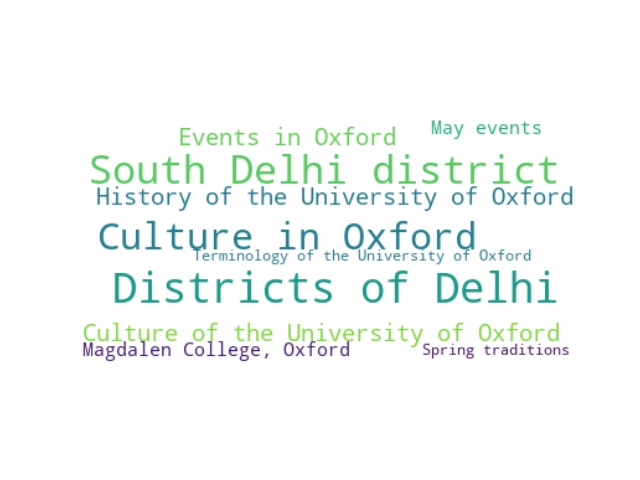 May events
Events in Oxford
South Delhi district
History of the University of Oxford
Culture in Oxford
Terminology of the University of Oxford
Districts of Delhi
Culture of the University of Oxford
Magdalen College, Oxford
Spring traditions